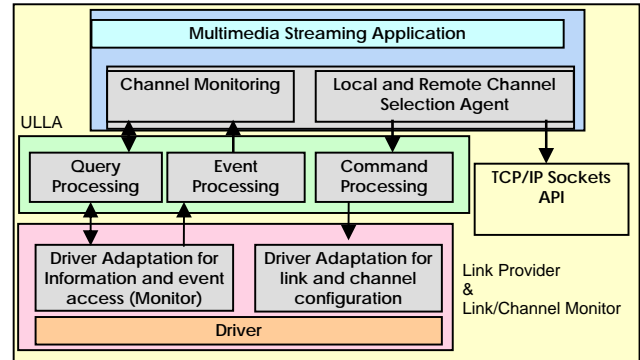 Multimedia Streaming Application
Channel Monitoring
Local and Remote Channel
Selection Agent
ULLA
Query
Processing
Event
Processing
Command
Processing
TCP/IP Sockets
API
Driver Adaptation for
Information and event
access (Monitor)
Driver Adaptation for
link and channel
configuration
Link Provider
&
Link/Channel Monitor
Driver